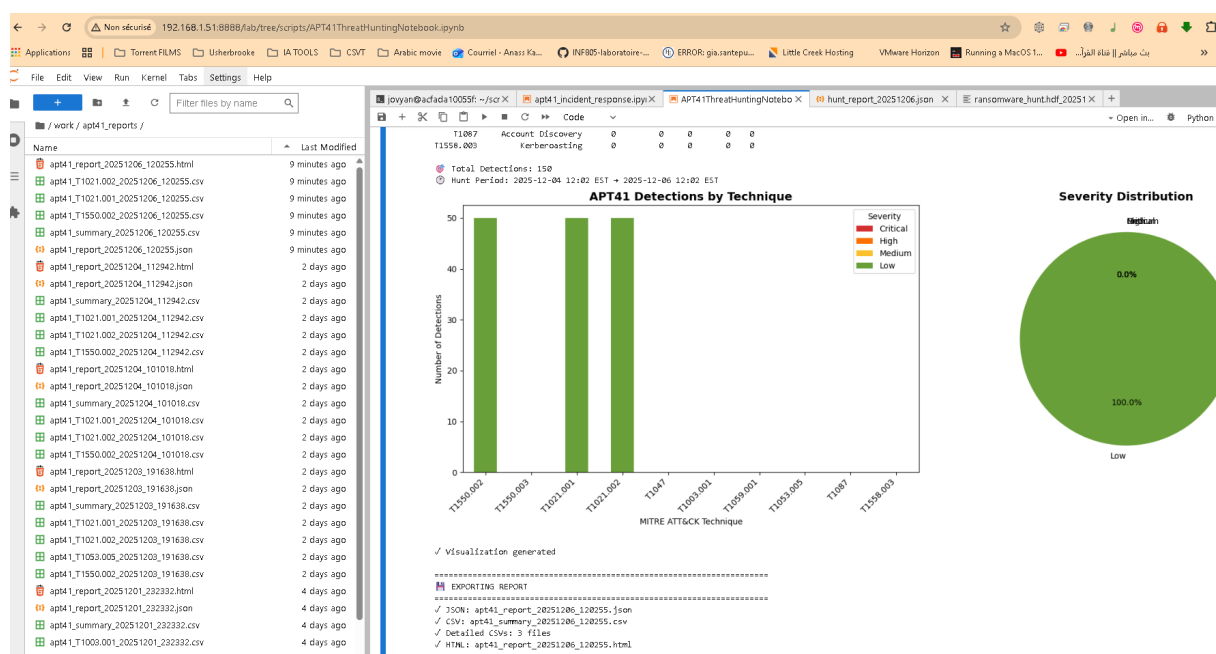 Non sécurisé 192.168.1.51:8888/lab/tree/scripts/APT41ThreatHuntingNotebook.ipynb
Applications Torrent FILMS Usherbrooke IA TOOLS CSVT Arabic movie Courriel - Anass Ka... INF805-laboratoire-... ERROR: gia.santepu... Little Creek Hosting VMware Horizon Running a MacOS 1... بث مباشر || قناة القرآ...
File Edit View Run Kernel Tabs Settings Help
Filter files by name
/ work / apt41_reports /
Name Last Modified
apt41_report_20251206_120255.html 9 minutes ago
apt41_T1021.002_20251206_120255.csv 9 minutes ago
apt41_T1021.001_20251206_120255.csv 9 minutes ago
apt41_T1550.002_20251206_120255.csv 9 minutes ago
apt41_summary_20251206_120255.csv 9 minutes ago
apt41_report_20251206_120255.json 9 minutes ago
apt41_report_20251204_112942.html 2 days ago
apt41_report_20251204_112942.json 2 days ago
apt41_summary_20251204_112942.csv 2 days ago
apt41_T1021.001_20251204_112942.csv 2 days ago
apt41_T1021.002_20251204_112942.csv 2 days ago
apt41_T1550.002_20251204_112942.csv 2 days ago
apt41_report_20251204_101018.html 2 days ago
apt41_report_20251204_101018.json 2 days ago
apt41_summary_20251204_101018.csv 2 days ago
apt41_T1021.001_20251204_101018.csv 2 days ago
apt41_T1021.002_20251204_101018.csv 2 days ago
apt41_T1550.002_20251204_101018.csv 2 days ago
apt41_report_20251203_191638.html 2 days ago
apt41_report_20251203_191638.json 2 days ago
apt41_summary_20251203_191638.csv 2 days ago
apt41_T1021.001_20251203_191638.csv 2 days ago
apt41_T1021.002_20251203_191638.csv 2 days ago
apt41_T1053.005_20251203_191638.csv 2 days ago
apt41_T1550.002_20251203_191638.csv 2 days ago
apt41_report_20251201_232332.html 4 days ago
apt41_report_20251201_232332.json 4 days ago
apt41_summary_20251201_232332.csv 4 days ago
apt41_T1003.001_20251201_232332.csv 4 days ago
jovyan@acfada10055f: ~/scr apt41_incident_response.ipyn APT41ThreatHuntingNotebo hunt_report_20251206.json ransomware_hunt.hdf_20251
Code Open in... Python
T1087 Account Discovery 0 0 0 0 0
T1558.003 Kerberoasting 0 0 0 0 0
Total Detections: 150
Hunt Period: 2025-12-04 12:02 EST → 2025-12-06 12:02 EST
APT41 Detections by Technique
Severity
Critical
High
Medium
Low
Number of Detections
50
40
30
20
10
0
T1550.002
T1550.003
T1021.001
T1021.002
T1047
T1003.001
T1059.001
T1053.005
T1087
T1558.003
MITRE ATT&CK Technique
Severity Distribution
0.0%
100.0%
Low
✓ Visualization generated
EXPORTING REPORT
✓ JSON: apt41_report_20251206_120255.json
✓ CSV: apt41_summary_20251206_120255.csv
✓ Detailed CSVs: 3 files
✓ HTML: apt41_report_20251206_120255.html